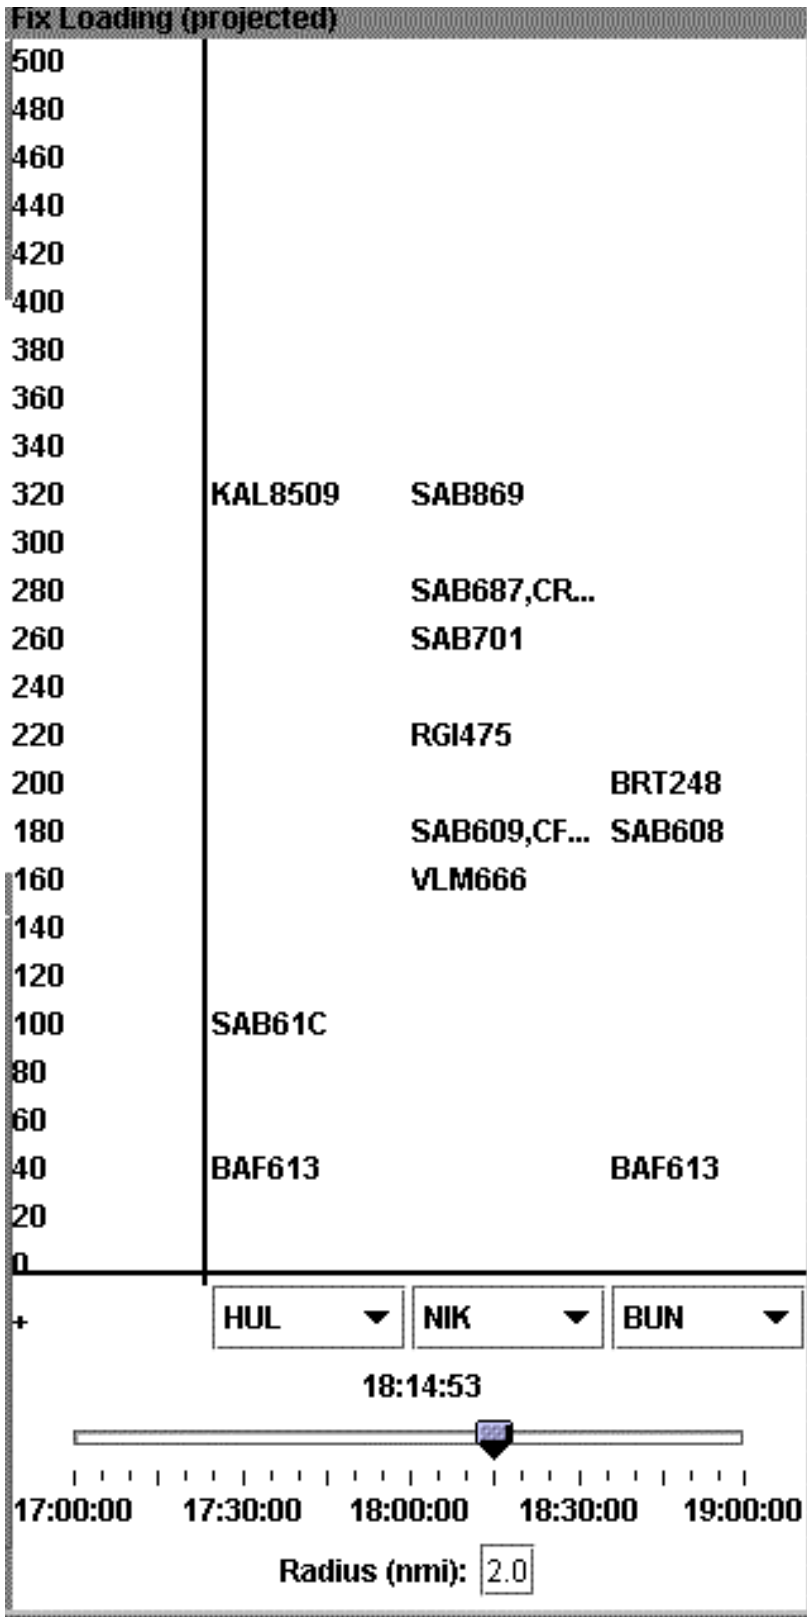 Fix Loading (projected)
500
480
460
440
420
400
380
360
340
320 KAL8509 SAB869
300
280 SAB687,CR...
260 SAB701
240
220 RGI475
200 BRT248
180 SAB609,CF... SAB608
160 VLM666
140
120
100 SAB61C
80
60
40 BAF613 BAF613
20
0
+ HUL NIK BUN
18:14:53
17:00:00 17:30:00 18:00:00 18:30:00 19:00:00
Radius (nmi): 2.0